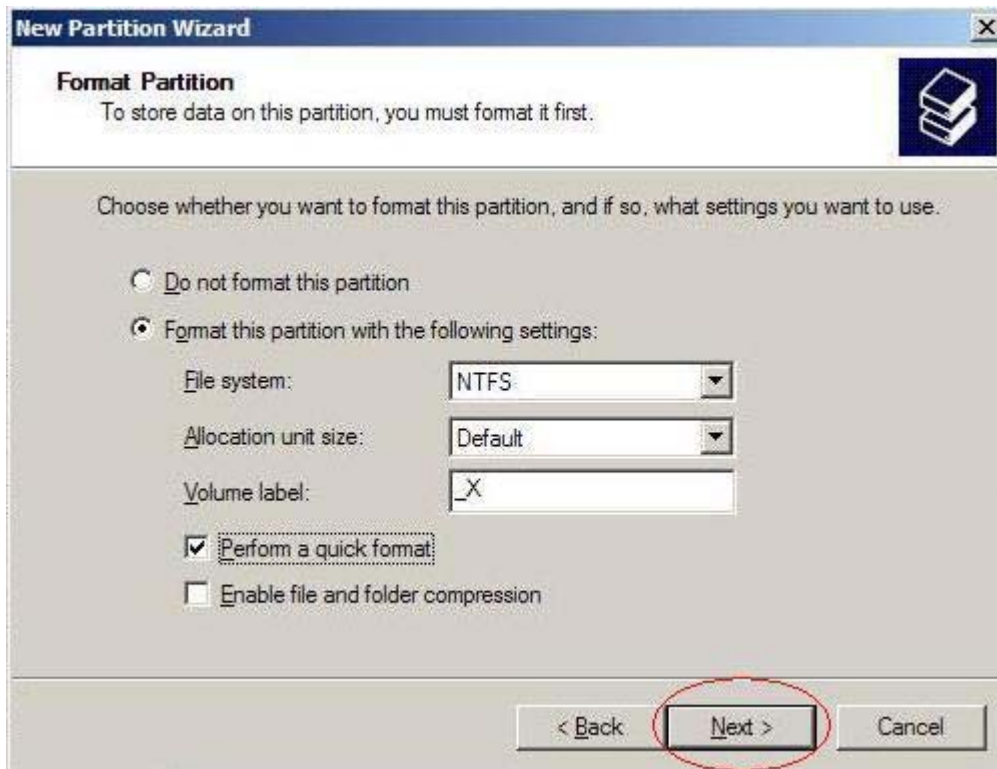 New Partition Wizard
Format Partition
To store data on this partition, you must format it first.
Choose whether you want to format this partition, and if so, what settings you want to use.
Do not format this partition
Format this partition with the following settings:
File system: NTFS
Allocation unit size: Default
Volume label: _X
Perform a quick format
Enable file and folder compression
< Back Next > Cancel